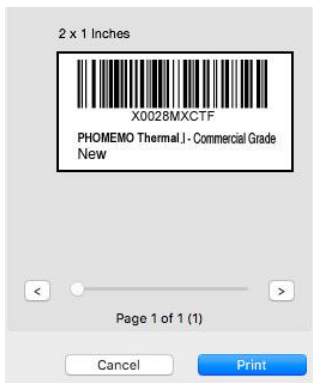 2 x 1 Inches
X0028MXCTF
PHOMEMO Thermal.I - Commercial Grade
New
< >
Page 1 of 1 (1)
Cancel Print